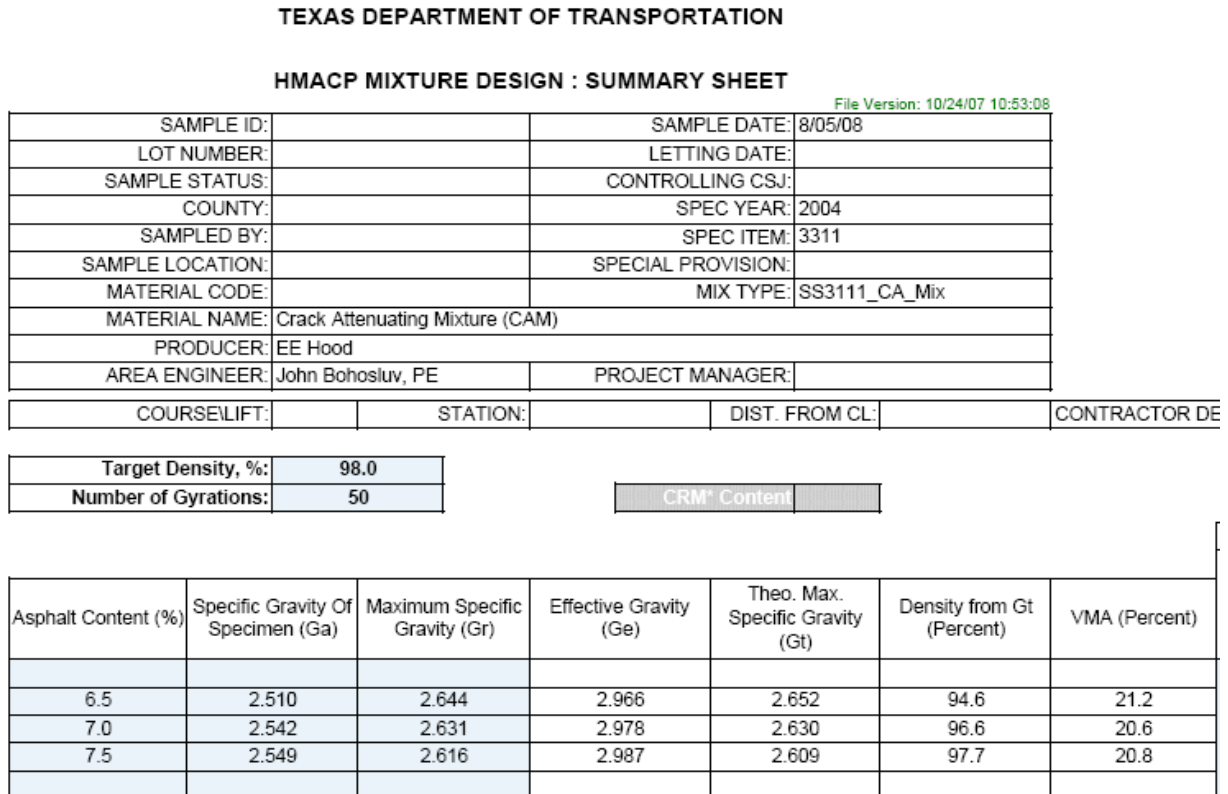 TEXAS DEPARTMENT OF TRANSPORTATION
HMACP MIXTURE DESIGN : SUMMARY SHEET
File Version: 10/24/07 10:53:08
SAMPLE ID: SAMPLE DATE: 8/05/08
LOT NUMBER: LETTING DATE:
SAMPLE STATUS: CONTROLLING CSJ:
COUNTY: SPEC YEAR: 2004
SAMPLED BY: SPEC ITEM: 3311
SAMPLE LOCATION: SPECIAL PROVISION:
MATERIAL CODE: MIX TYPE: SS3111_CA_Mix
MATERIAL NAME: Crack Attenuating Mixture (CAM)
PRODUCER: EE Hood
AREA ENGINEER: John Bohosluv, PE PROJECT MANAGER:
COURSE\LIFT: STATION: DIST. FROM CL: CONTRACTOR DE
Target Density, %: 98.0
Number of Gyrations: 50 CRM* Content
Asphalt Content (%) Specific Gravity Of Specimen (Ga) Maximum Specific Gravity (Gr) Effective Gravity (Ge) Theo. Max. Specific Gravity (Gt) Density from Gt (Percent) VMA (Percent)
6.5 2.510 2.644 2.966 2.652 94.6 21.2
7.0 2.542 2.631 2.978 2.630 96.6 20.6
7.5 2.549 2.616 2.987 2.609 97.7 20.8